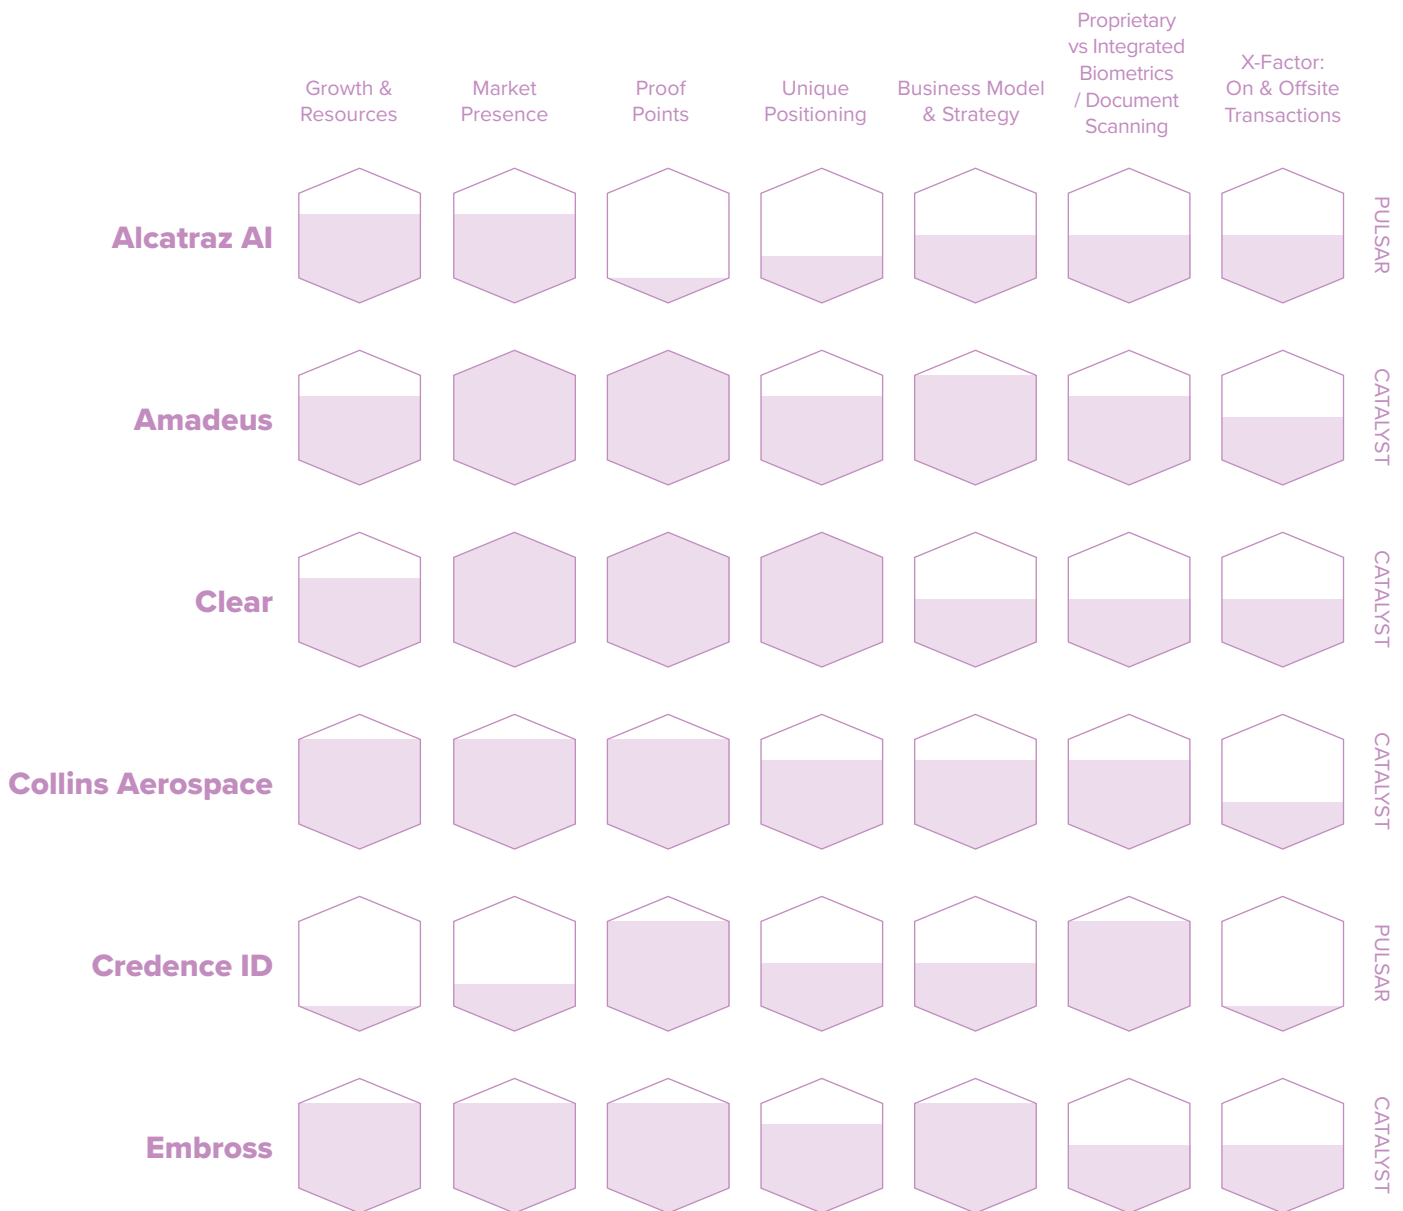 Growth &
Resources
Market
Presence
Proof
Points
Unique
Positioning
Business Model
& Strategy
Proprietary
vs Integrated
Biometrics
/ Document
Scanning
X-Factor:
On & Offsite
Transactions
Alcatraz AI
PULSAR
Amadeus
CATALYST
Clear
CATALYST
Collins Aerospace
CATALYST
Credence ID
PULSAR
Embross
CATALYST